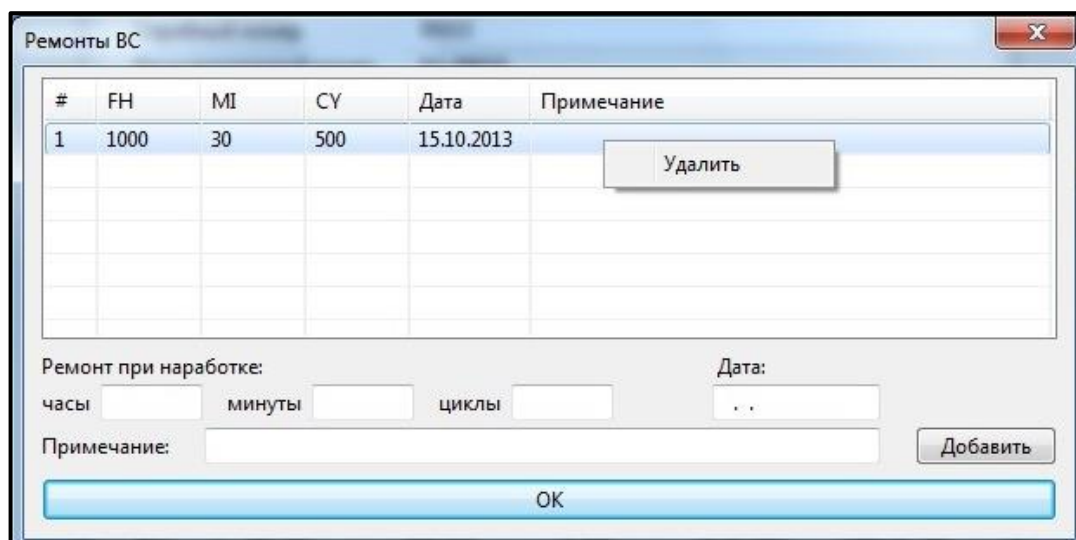 Ремонты ВС
# FH MI CY Дата Примечание
1 1000 30 500 15.10.2013
Удалить
Ремонт при наработке: Дата:
часы минуты циклы . .
Примечание: Добавить
OK